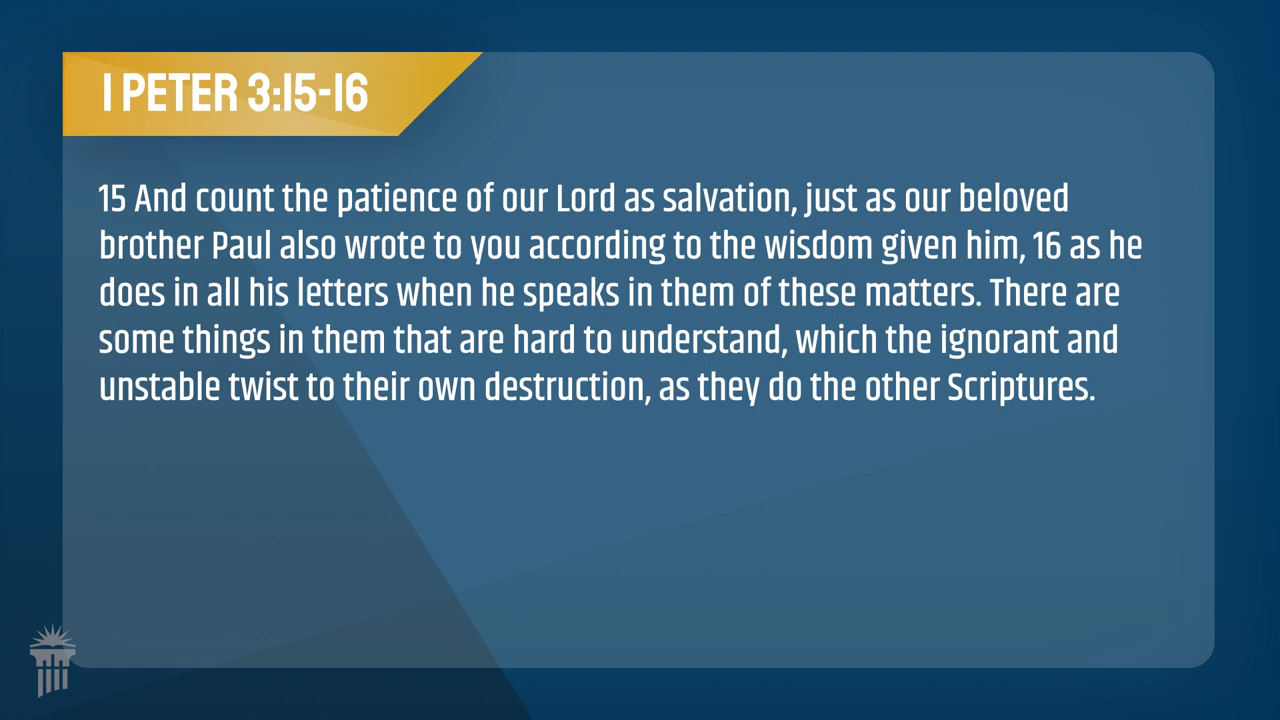 1 PETER 3:15-16
15 And count the patience of our Lord as salvation, just as our beloved
brother Paul also wrote to you according to the wisdom given him, 16 as he
does in all his letters when he speaks in them of these matters. There are
some things in them that are hard to understand, which the ignorant and
unstable twist to their own destruction, as they do the other Scriptures.